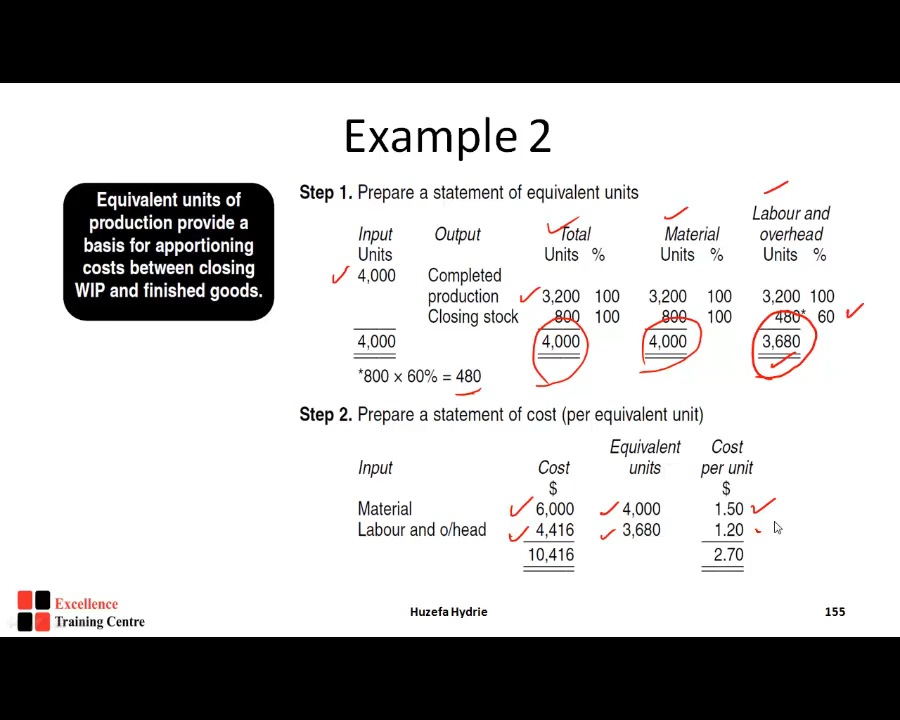 Example 2
Equivalent units of
production provide a
basis for apportioning
costs between closing
WIP and finished goods.
Step 1. Prepare a statement of equivalent units
Labour and
Input Output Total Material overhead
Units Units % Units % Units %
4,000 Completed
production 3,200 100 3,200 100 3,200 100
Closing stock 800 100 800 100 480* 60
4,000 4,000 4,000 3,680
*800 × 60% = 480
Step 2. Prepare a statement of cost (per equivalent unit)
Equivalent Cost
Input Cost units per unit
$ $
Material 6,000 4,000 1.50
Labour and o/head 4,416 3,680 1.20
10,416 2.70
Excellence
Training Centre
Huzefa Hydrie
155